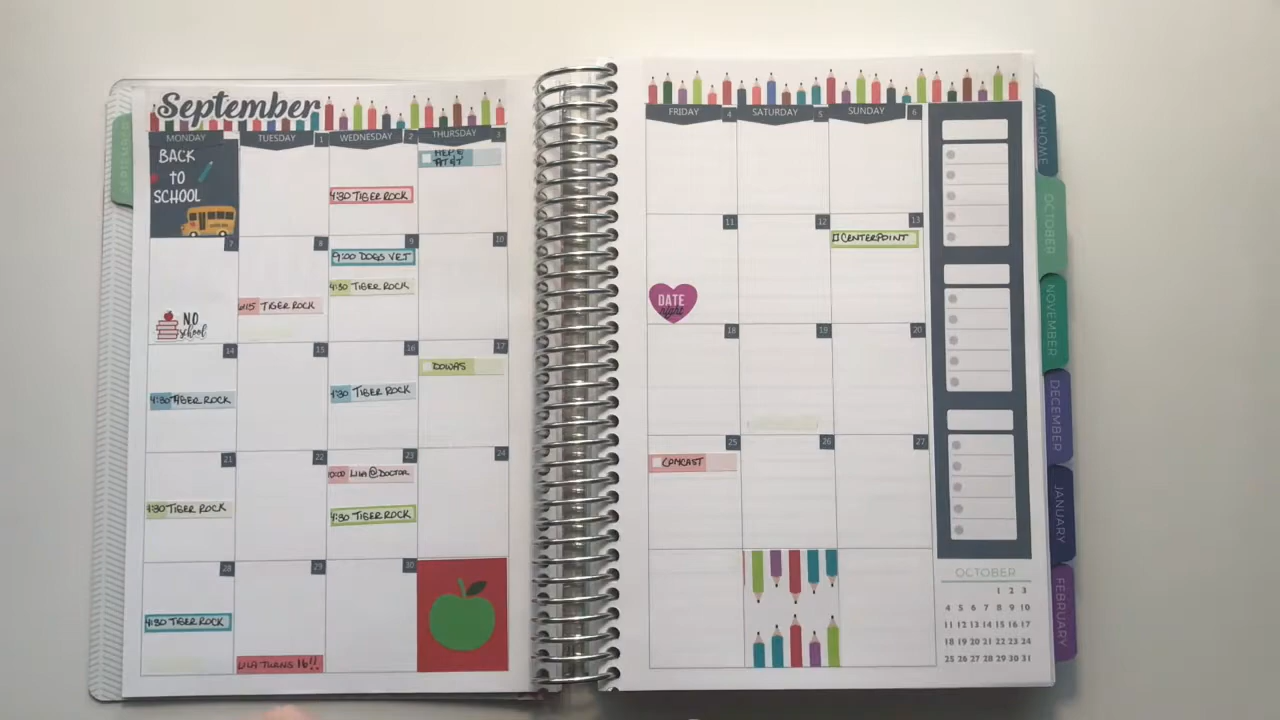 September
MONDAY
TUESDAY
1
WEDNESDAY
2
THURSDAY
3
FRIDAY
4
SATURDAY
5
SUNDAY
6
BACK
TO
SCHOOL
4:30 TIGER ROCK
7
8
9
10
11
12
13
NO
school
6:15 TIGER ROCK
9:00 DOGS VET
4:30 TIGER ROCK
DATE
night
CENTERPOINT
14
15
16
17
18
19
20
4:30 TIGER ROCK
4:30 TIGER ROCK
21
22
23
24
25
26
27
4:30 TIGER ROCK
10:00 LILA @ DOCTOR
4:30 TIGER ROCK
COMCAST
28
29
30
4:30 TIGER ROCK
LILA TURNS 16!!
OCTOBER
1 2 3
4 5 6 7 8 9 10
11 12 13 14 15 16 17
18 19 20 21 22 23 24
25 26 27 28 29 30 31
MY HOME
OCTOBER
NOVEMBER
DECEMBER
JANUARY
FEBRUARY